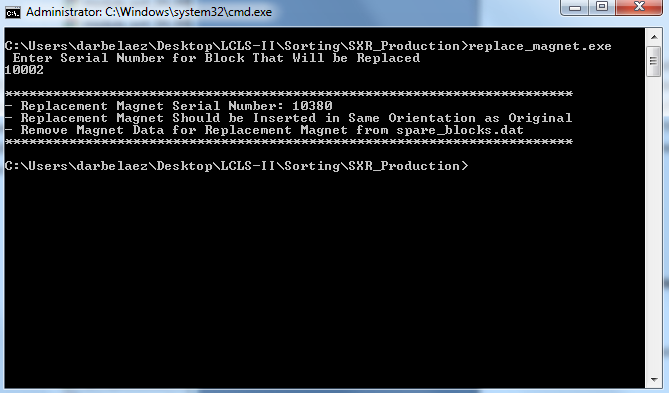 Administrator: C:\Windows\system32\cmd.exe
C:\Users\darbelaez\Desktop\LCLS-II\Sorting\SXR_Production>replace_magnet.exe
Enter Serial Number for Block That Will be Replaced
10002
***********************************************************************
- Replacement Magnet Serial Number: 10380
- Replacement Magnet Should be Inserted in Same Orientation as Original
- Remove Magnet Data for Replacement Magnet from spare_blocks.dat
***********************************************************************
C:\Users\darbelaez\Desktop\LCLS-II\Sorting\SXR_Production>